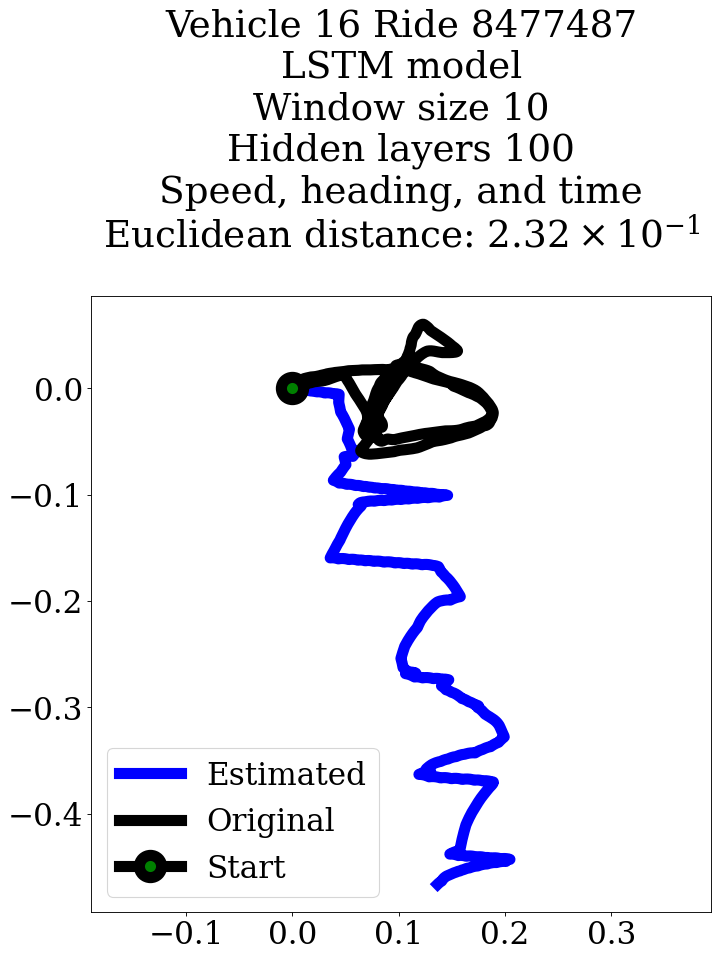 Vehicle 16 Ride 8477487
LSTM model
Window size 10
Hidden layers 100
Speed, heading, and time
Euclidean distance: 2.32 × 10⁻¹
0.0
−0.1
−0.2
−0.3
−0.4
Estimated
Original
Start
−0.1 0.0 0.1 0.2 0.3